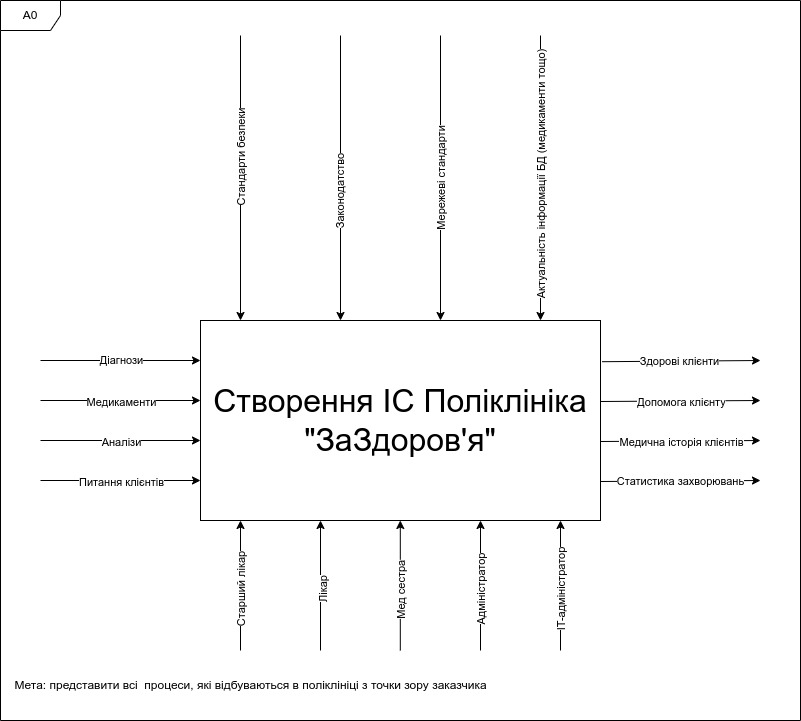 A0
Стандарти безпеки
Законодатство
Мережеві стандарти
Актуальність інформації БД (медикаменти тощо)
Діагнози
Медикаменти
Аналізи
Питання клієнтів
Створення ІС Поліклініка
"ЗаЗдоров'я"
Здорові клієнти
Допомога клієнту
Медична історія клієнтів
Статистика захворювань
Старший лікар
Лікар
Мед сестра
Адміністратор
ІТ-адміністратор
Мета: представити всі  процеси, які відбуваються в поліклініці з точки зору заказчика